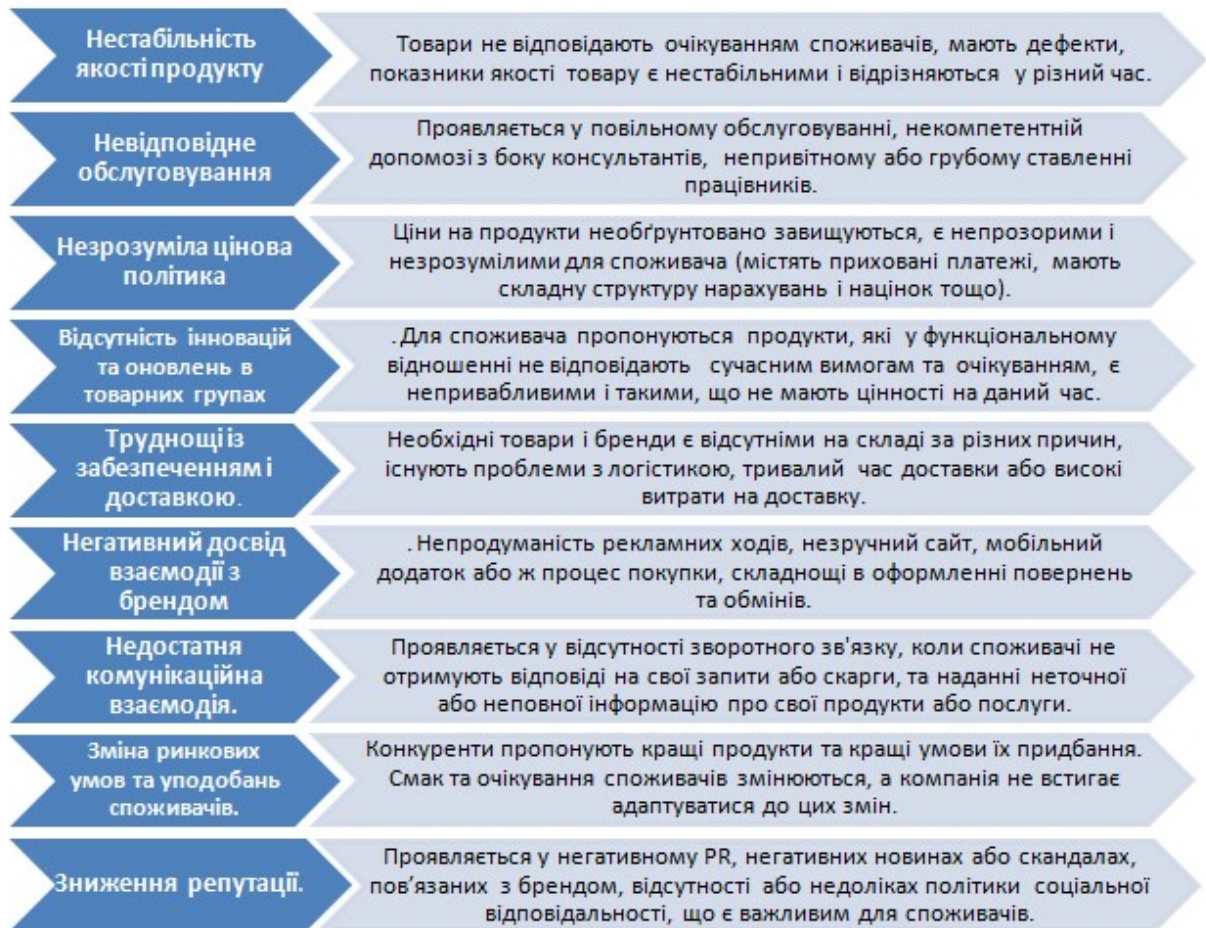 Нестабільність
якості продукту
Товари не відповідають очікуванням споживачів, мають дефекти,
показники якості товару є нестабільними і відрізняються у різний час.
Невідповідне
обслуговування
Проявляється у повільному обслуговуванні, некомпетентній
допомозі з боку консультантів, непривітному або грубому ставленні
працівників.
Незрозуміла цінова
політика
Ціни на продукти необґрунтовано завищуються, є непрозорими і
незрозумілими для споживача (містять приховані платежі, мають
складну структуру нарахувань і націнок тощо).
Відсутність інновацій
та оновлень в
товарних групах
. Для споживача пропонуються продукти, які у функціональному
відношенні не відповідають сучасним вимогам та очікуванням, є
непривабливими і такими, що не мають цінності на даний час.
Труднощі із
забезпеченням і
доставкою.
Необхідні товари і бренди є відсутніми на складі за різних причин,
існують проблеми з логістикою, тривалий час доставки або високі
витрати на доставку.
Негативний досвід
взаємодії з
брендом
. Непродуманість рекламних ходів, незручний сайт, мобільний
додаток або ж процес покупки, складнощі в оформленні повернень
та обмінів.
Недостатня
комунікаційна
взаємодія.
Проявляється у відсутності зворотного зв'язку, коли споживачі не
отримують відповіді на свої запити або скарги, та наданні неточної
або неповної інформацію про свої продукти або послуги.
Зміна ринкових
умов та уподобань
споживачів.
Конкуренти пропонують кращі продукти та кращі умови їх придбання.
Смак та очікування споживачів змінюються, а компанія не встигає
адаптуватися до цих змін.
Зниження репутації.
Проявляється у негативному PR, негативних новинах або скандалах,
пов’язаних з брендом, відсутності або недоліках політики соціальної
відповідальності, що є важливим для споживачів.